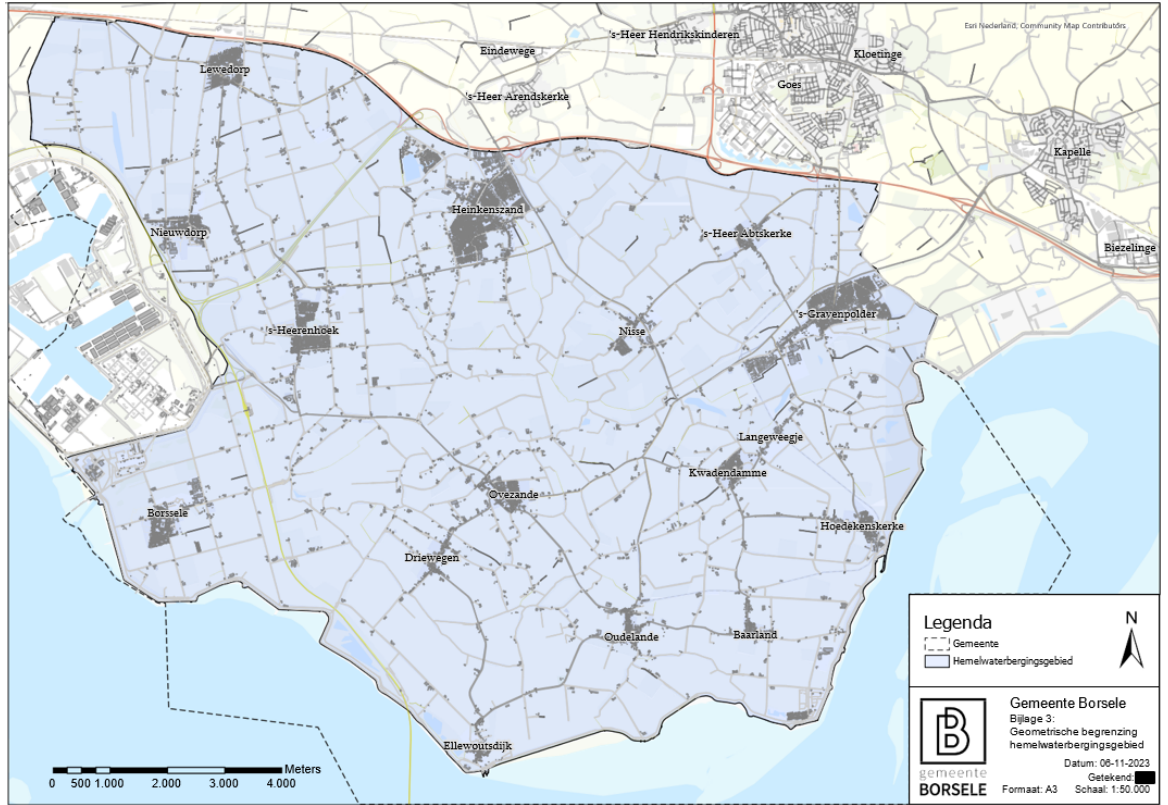 Esri Nederland, Community Map Contributors
's-Heer Hendrikskinderen
Eindewege
Kloetinge
Lewedorp
Goes
's-Heer Arendskerke
Kapelle
Heinkenszand
Nieuwdorp
's-Heer Abtskerke
Biezelinge
's-Gravenpolder
's-Heerenhoek
Nisse
Langeweegje
Kwadendamme
Ovezande
Borssele
Hoedekenskerke
Driewegen
Oudelande
Baarland
Ellewoutsdijk
Legenda
Gemeente
Hemelwaterbergingsgebied
N
Gemeente Borsele
Bijlage 3:
Geometrische begrenzing
hemelwaterbergingsgebied
Datum: 06-11-2023
Getekend:
Formaat: A3 Schaal: 1:50.000
gemeente
BORSELE
Meters
0 500 1.000 2.000 3.000 4.000